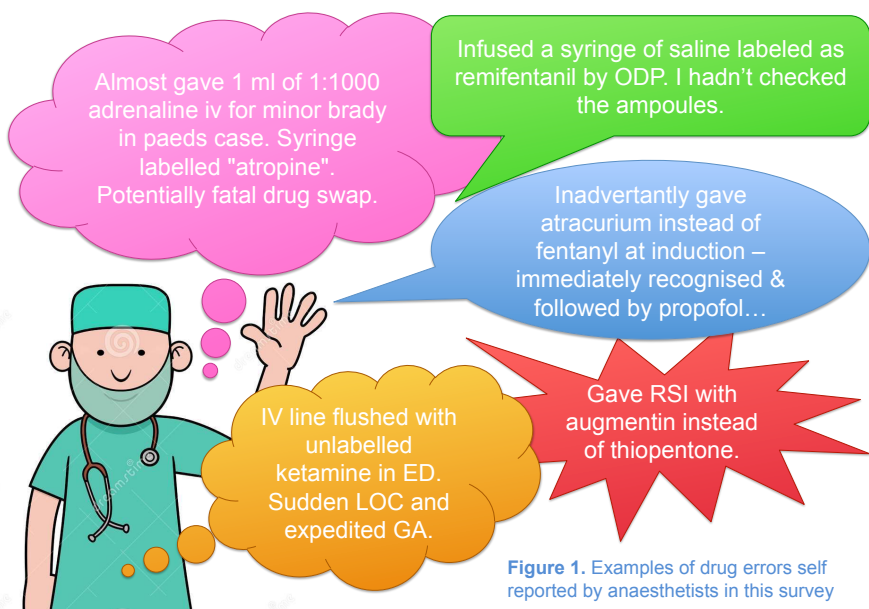 Almost gave 1 ml of 1:1000
adrenaline iv for minor brady
in paeds case. Syringe
labelled "atropine".
Potentially fatal drug swap.
Infused a syringe of saline labeled as
remifentanil by ODP. I hadn't checked
the ampoules.
Inadvertantly gave
atracurium instead of
fentanyl at induction –
immediately recognised &
followed by propofol…
Gave RSI with
augmentin instead
of thiopentone.
IV line flushed with
unlabelled
ketamine in ED.
Sudden LOC and
expedited GA.
Figure 1. Examples of drug errors self
reported by anaesthetists in this survey